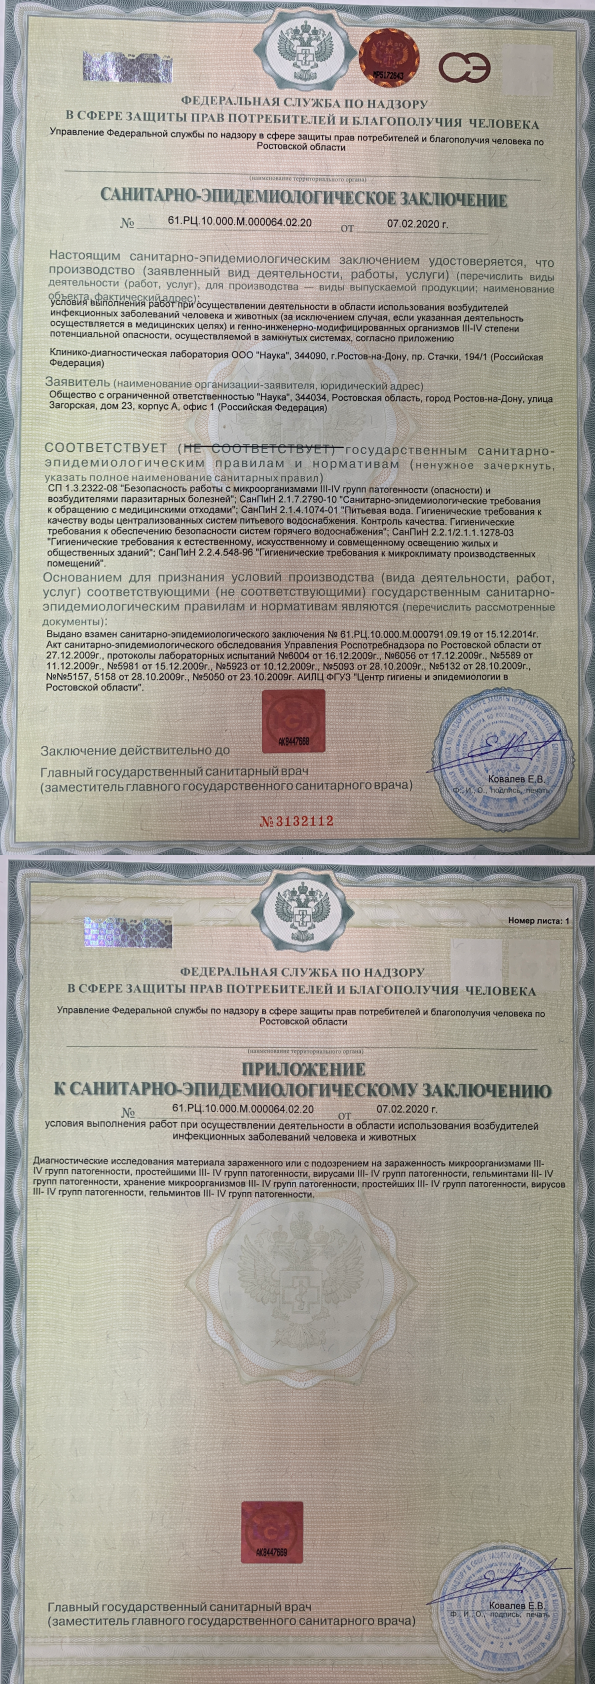 АР5172843
СЭ
ФЕДЕРАЛЬНАЯ СЛУЖБА ПО НАДЗОРУ
В СФЕРЕ ЗАЩИТЫ ПРАВ ПОТРЕБИТЕЛЕЙ И БЛАГОПОЛУЧИЯ ЧЕЛОВЕКА
Управление Федеральной службы по надзору в сфере защиты прав потребителей и благополучия человека по
Ростовской области
(наименование территориального органа)
САНИТАРНО-ЭПИДЕМИОЛОГИЧЕСКОЕ ЗАКЛЮЧЕНИЕ
№ 61.РЦ.10.000.М.000064.02.20 от 07.02.2020 г.
Настоящим санитарно-эпидемиологическим заключением удостоверяется, что
производство (заявленный вид деятельности, работы, услуги) (перечислить виды
деятельности (работ, услуг), для производства — виды выпускаемой продукции; наименование
объекта, фактический адрес):
условия выполнения работ при осуществлении деятельности в области использования возбудителей
инфекционных заболеваний человека и животных (за исключением случая, если указанная деятельность
осуществляется в медицинских целях) и генно-инженерно-модифицированных организмов III-IV степени
потенциальной опасности, осуществляемой в замкнутых системах, согласно приложению
Клинико-диагностическая лаборатория ООО "Наука", 344090, г.Ростов-на-Дону, пр. Стачки, 194/1 (Российская
Федерация)
Заявитель (наименование организации-заявителя, юридический адрес)
Общество с ограниченной ответственностью "Наука", 344034, Ростовская область, город Ростов-на-Дону, улица
Загорская, дом 23, корпус А, офис 1 (Российская Федерация)
СООТВЕТСТВУЕТ (НЕ СООТВЕТСТВУЕТ) государственным санитарно-
эпидемиологическим правилам и нормативам (ненужное зачеркнуть,
указать полное наименование санитарных правил)
СП 1.3.2322-08 "Безопасность работы с микроорганизмами III-IV групп патогенности (опасности) и
возбудителями паразитарных болезней"; СанПиН 2.1.7.2790-10 "Санитарно-эпидемиологические требования
к обращению с медицинскими отходами"; СанПиН 2.1.4.1074-01 "Питьевая вода. Гигиенические требования к
качеству воды централизованных систем питьевого водоснабжения. Контроль качества. Гигиенические
требования к обеспечению безопасности систем горячего водоснабжения"; СанПиН 2.2.1/2.1.1.1278-03
"Гигиенические требования к естественному, искусственному и совмещенному освещению жилых и
общественных зданий"; СанПиН 2.2.4.548-96 "Гигиенические требования к микроклимату производственных
помещений".
Основанием для признания условий производства (вида деятельности, работ,
услуг) соответствующими (не соответствующими) государственным санитарно-
эпидемиологическим правилам и нормативам являются (перечислить рассмотренные
документы):
Выдано взамен санитарно-эпидемиологического заключения № 61.РЦ.10.000.М.000791.09.19 от 15.12.2014г.
Акт санитарно-эпидемиологического обследования Управления Роспотребнадзора по Ростовской области от
27.12.2009г., протоколы лабораторных испытаний №6004 от 16.12.2009г., №6056 от 17.12.2009г., №5589 от
11.12.2009г., №5981 от 15.12.2009г., №5923 от 10.12.2009г., №5093 от 28.10.2009г., №5132 от 28.10.2009г.,
№№5157, 5158 от 28.10.2009г., №5050 от 23.10.2009г. АИЛЦ ФГУЗ "Центр гигиены и эпидемиологии в
Ростовской области".
АК8447669
Заключение действительно до
Главный государственный санитарный врач
(заместитель главного государственного санитарного врача)
Ковалев Е.В.
Ф., И., О., подпись, печать
№3132112
Номер листа: 1
ФЕДЕРАЛЬНАЯ СЛУЖБА ПО НАДЗОРУ
В СФЕРЕ ЗАЩИТЫ ПРАВ ПОТРЕБИТЕЛЕЙ И БЛАГОПОЛУЧИЯ ЧЕЛОВЕКА
Управление Федеральной службы по надзору в сфере защиты прав потребителей и благополучия человека по
Ростовской области
(наименование территориального органа)
ПРИЛОЖЕНИЕ
К САНИТАРНО-ЭПИДЕМИОЛОГИЧЕСКОМУ ЗАКЛЮЧЕНИЮ
№ 61.РЦ.10.000.М.000064.02.20 от 07.02.2020 г.
условия выполнения работ при осуществлении деятельности в области использования возбудителей
инфекционных заболеваний человека и животных
Диагностические исследования материала зараженного или с подозрением на зараженность микроорганизмами III-
IV групп патогенности, простейшими III- IV групп патогенности, вирусами III- IV групп патогенности, гельминтами III- IV
групп патогенности, хранение микроорганизмов III- IV групп патогенности, простейших III- IV групп патогенности, вирусов
III- IV групп патогенности, гельминтов III- IV групп патогенности.
АК8447669
Главный государственный санитарный врач
(заместитель главного государственного санитарного врача)
Ковалев Е.В.
Ф., И., О., подпись, печать